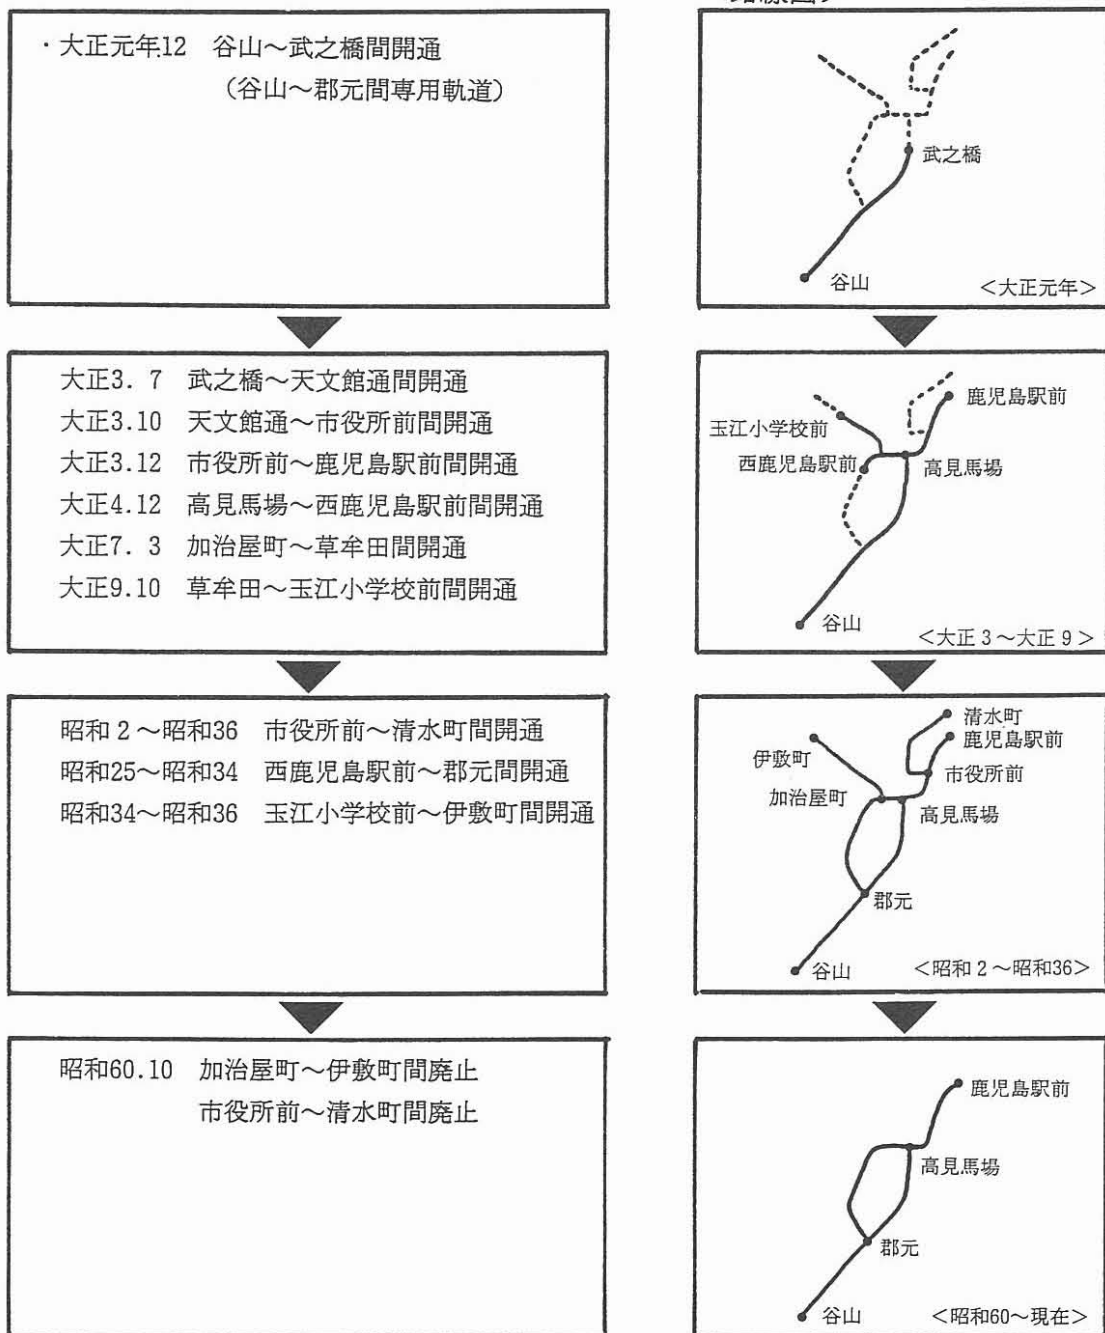 ・大正元年12 谷山～武之橋間開通
（谷山～郡元間専用軌道）
武之橋
谷山
＜大正元年＞
大正3. 7 武之橋～天文館通間開通
大正3.10 天文館通～市役所前間開通
大正3.12 市役所前～鹿児島駅前間開通
大正4.12 高見馬場～西鹿児島駅前間開通
大正7. 3 加治屋町～草牟田間開通
大正9.10 草牟田～玉江小学校前間開通
鹿児島駅前
玉江小学校前
西鹿児島駅前
高見馬場
谷山
＜大正3～大正9＞
昭和2～昭和36 市役所前～清水町間開通
昭和25～昭和34 西鹿児島駅前～郡元間開通
昭和34～昭和36 玉江小学校前～伊敷町間開通
清水町
鹿児島駅前
伊敷町
市役所前
加治屋町
高見馬場
郡元
谷山
＜昭和2～昭和36＞
昭和60.10 加治屋町～伊敷町間廃止
市役所前～清水町間廃止
鹿児島駅前
高見馬場
郡元
谷山
＜昭和60～現在＞